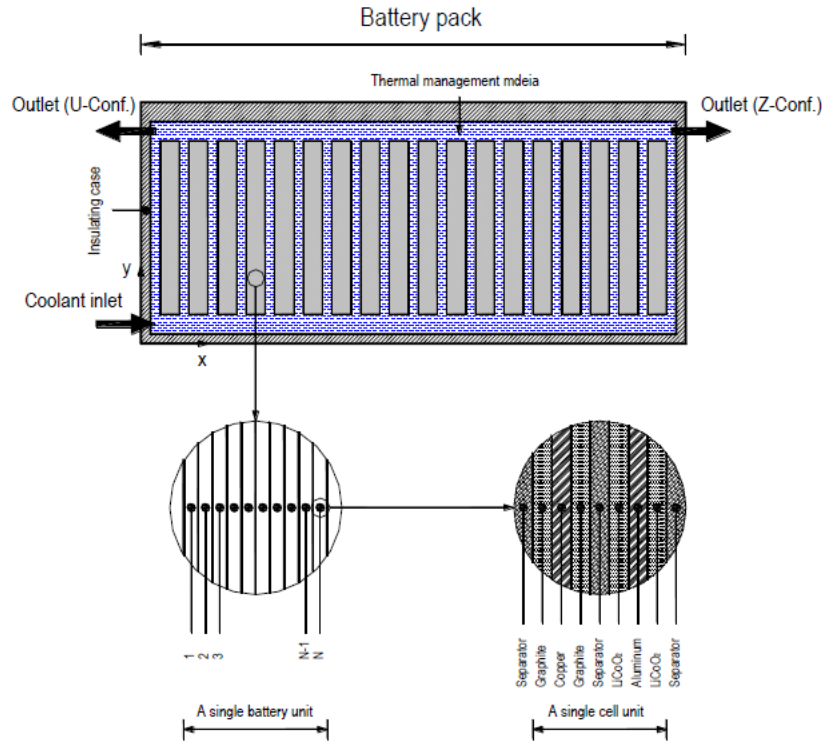 Battery pack
Thermal management mdeia
Outlet (U-Conf.)
Outlet (Z-Conf.)
Insulating case
y
Coolant inlet
x
1
2
3
N-1
N
Separator
Graphite
Copper
Graphite
Separator
LiCoO₂
Aluminum
LiCoO₂
Separator
A single battery unit
A single cell unit